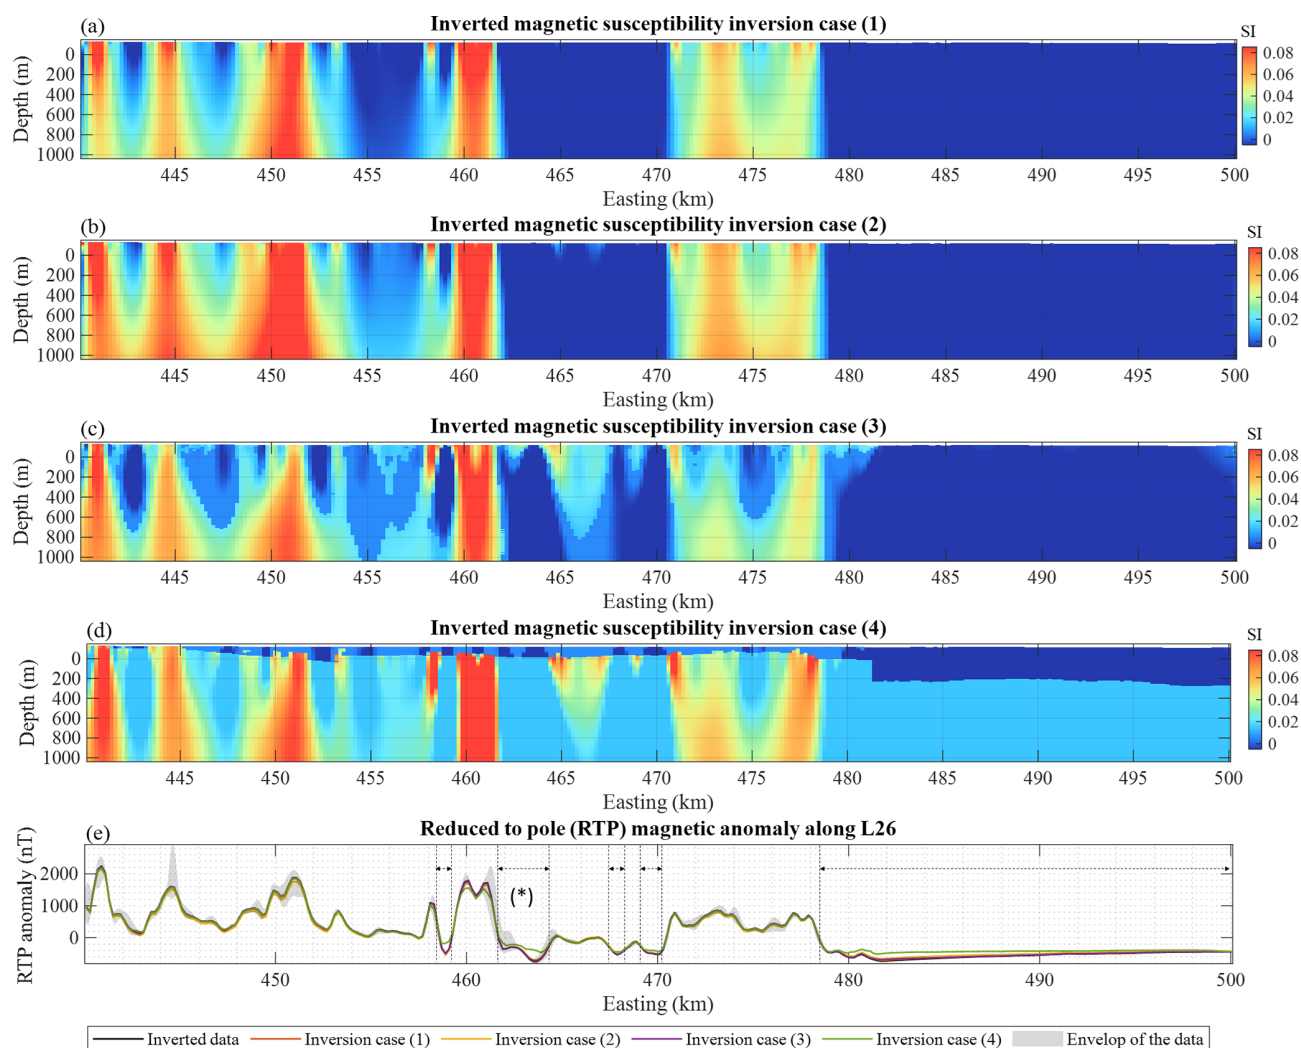 (a) Inverted magnetic susceptibility inversion case (1)
SI
0.08
0.06
0.04
0.02
0
Depth (m)
0
200
400
600
800
1000
445 450 455 460 465 470 475 480 485 490 495 500
Easting (km)
(b) Inverted magnetic susceptibility inversion case (2)
SI
0.08
0.06
0.04
0.02
0
Depth (m)
0
200
400
600
800
1000
445 450 455 460 465 470 475 480 485 490 495 500
Easting (km)
(c) Inverted magnetic susceptibility inversion case (3)
SI
0.08
0.06
0.04
0.02
0
Depth (m)
0
200
400
600
800
1000
445 450 455 460 465 470 475 480 485 490 495 500
Easting (km)
(d) Inverted magnetic susceptibility inversion case (4)
SI
0.08
0.06
0.04
0.02
0
Depth (m)
0
200
400
600
800
1000
445 450 455 460 465 470 475 480 485 490 495 500
Easting (km)
(e) Reduced to pole (RTP) magnetic anomaly along L26
RTP anomaly (nT)
2000
1000
0
(*)
450 460 470 480 490 500
Easting (km)
Inverted data Inversion case (1) Inversion case (2) Inversion case (3) Inversion case (4) Envelop of the data